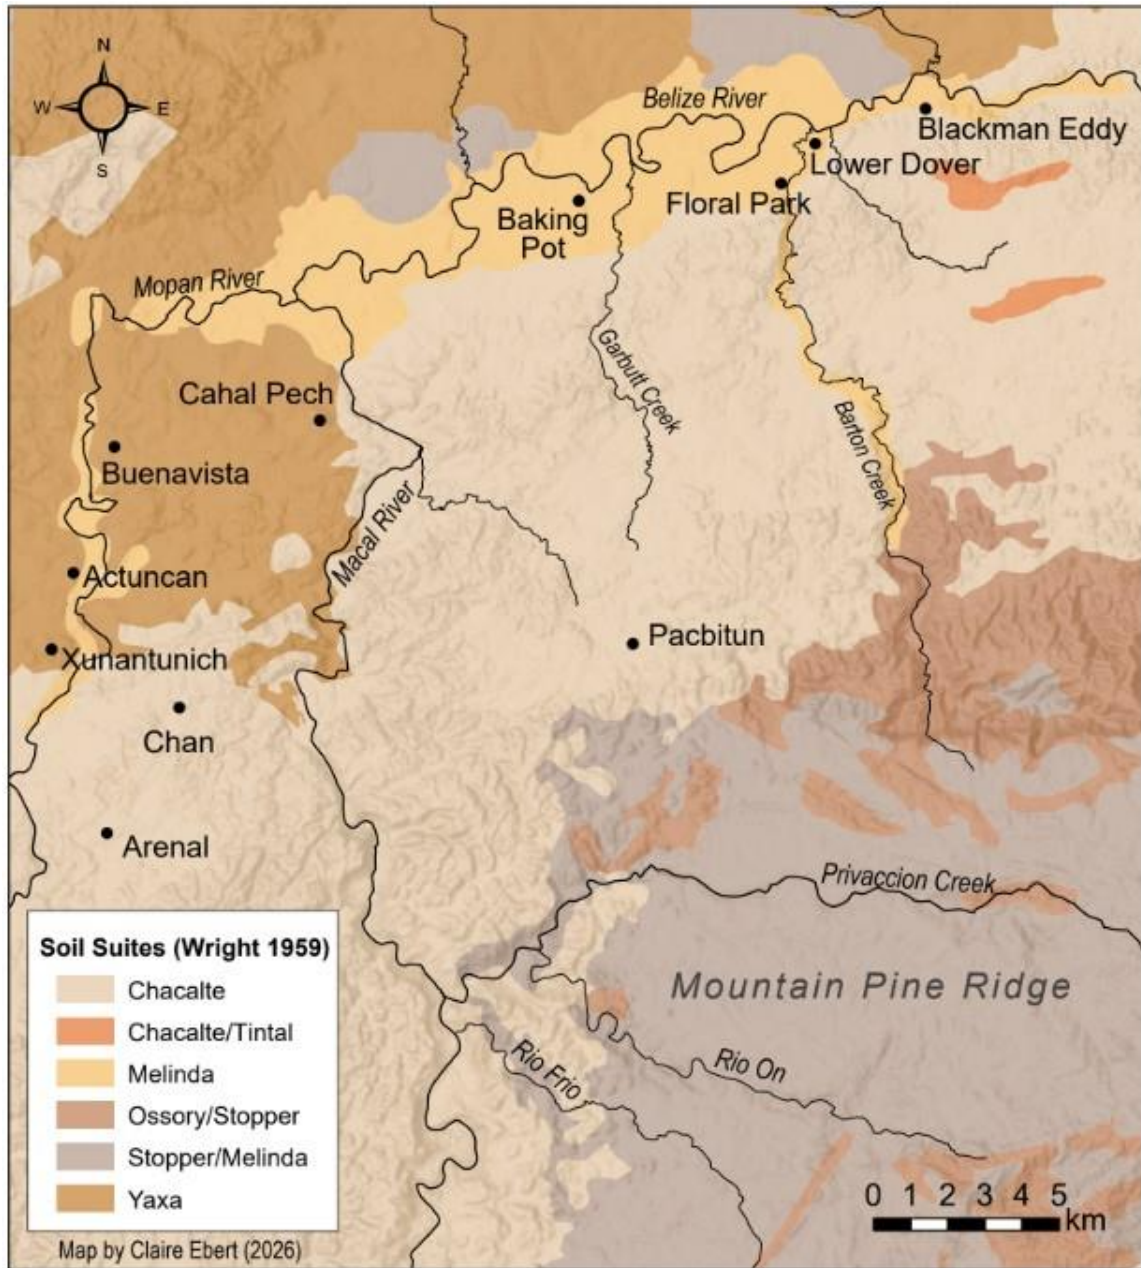 N
W
E
S
Belize River
Blackman Eddy
Lower Dover
Floral Park
Baking
Pot
Mopan River
Garbutt Creek
Cahal Pech
Barton Creek
Buenavista
Macal River
Actuncan
Pacbitun
Xunantunich
Chan
Arenal
Privaccion Creek
Mountain Pine Ridge
Rio Frio
Rio On
Soil Suites (Wright 1959)
Chacalte
Chacalte/Tintal
Melinda
Ossory/Stopper
Stopper/Melinda
Yaxa
Map by Claire Ebert (2026)
0 1 2 3 4 5
km